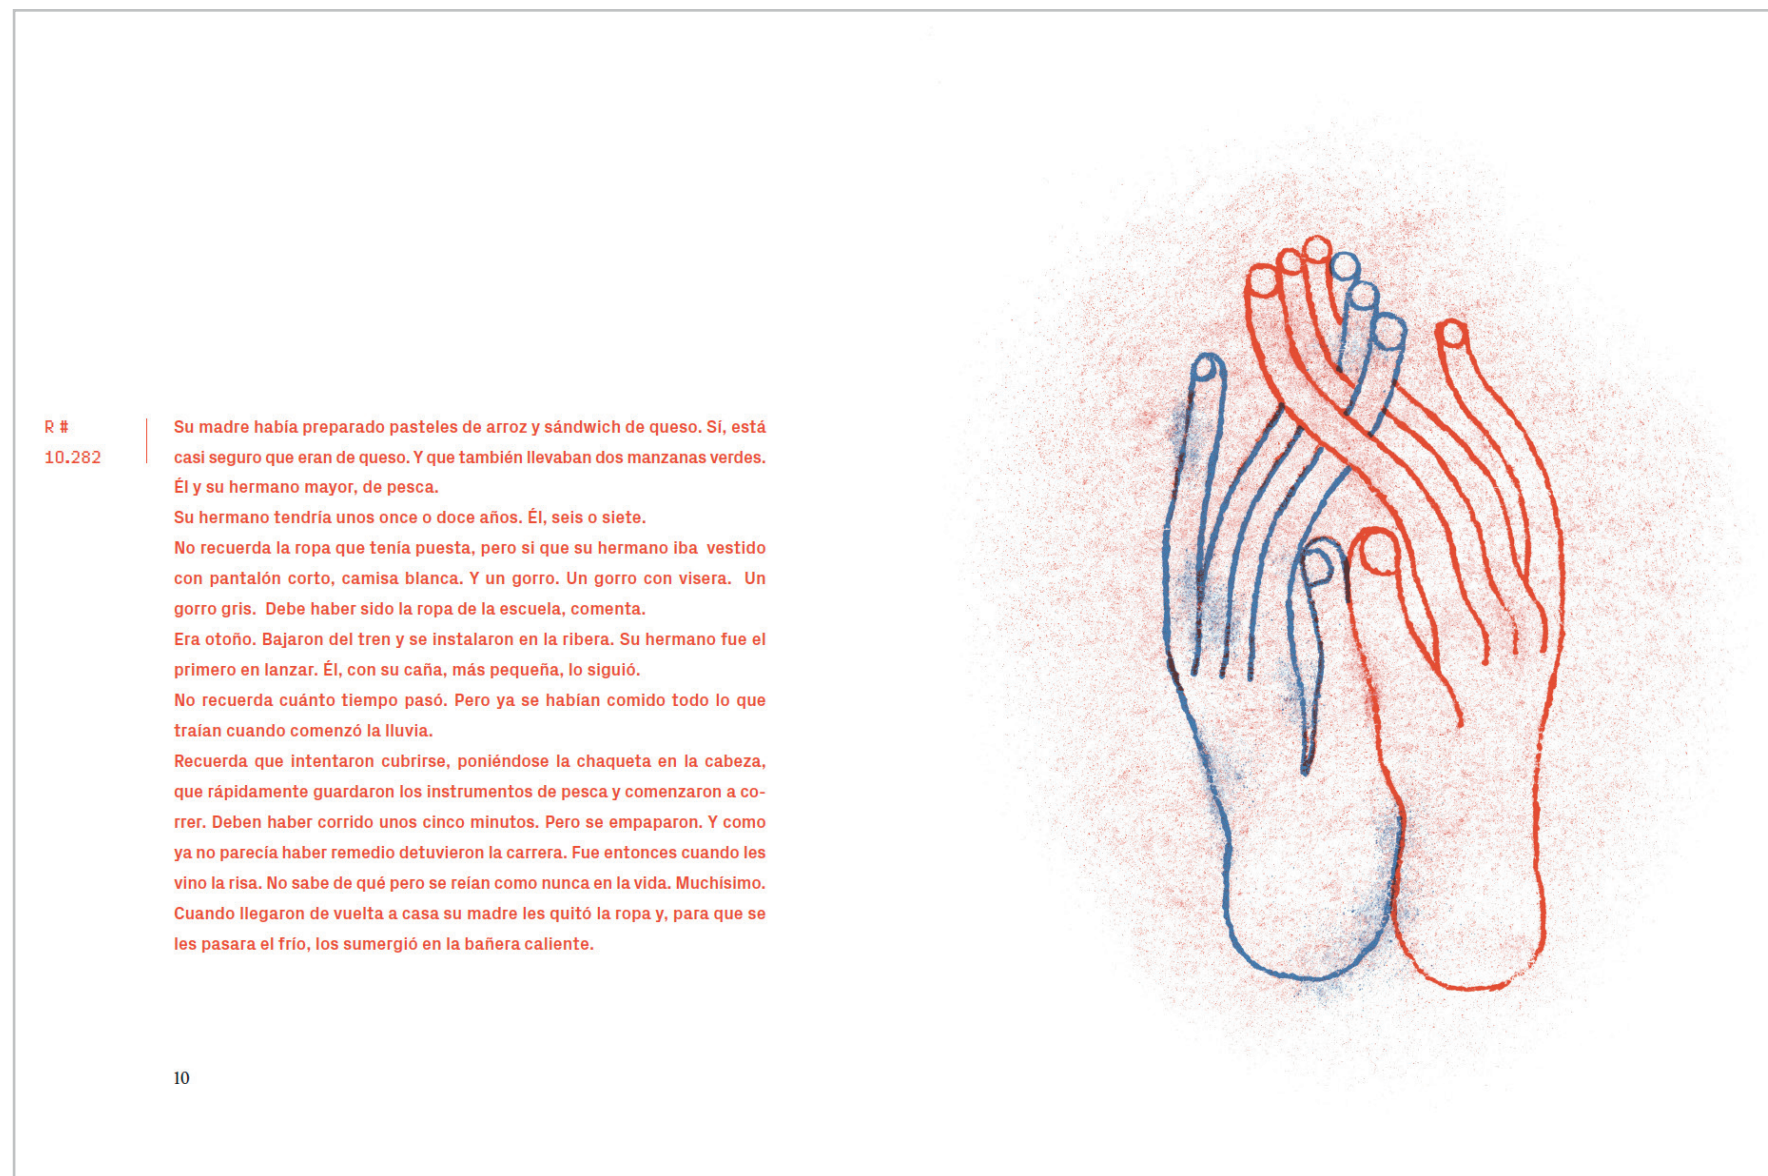 R #
10.282
Su madre había preparado pasteles de arroz y sándwich de queso. Sí, está
casi seguro que eran de queso. Y que también llevaban dos manzanas verdes.
Él y su hermano mayor, de pesca.
Su hermano tendría unos once o doce años. Él, seis o siete.
No recuerda la ropa que tenía puesta, pero si que su hermano iba  vestido
con pantalón corto, camisa blanca. Y un gorro. Un gorro con visera.  Un
gorro gris.  Debe haber sido la ropa de la escuela, comenta.
Era otoño. Bajaron del tren y se instalaron en la ribera. Su hermano fue el
primero en lanzar. Él, con su caña, más pequeña, lo siguió.
No recuerda cuánto tiempo pasó. Pero ya se habían comido todo lo que
traían cuando comenzó la lluvia.
Recuerda que intentaron cubrirse, poniéndose la chaqueta en la cabeza,
que rápidamente guardaron los instrumentos de pesca y comenzaron a co-
rrer. Deben haber corrido unos cinco minutos. Pero se empaparon. Y como
ya no parecía haber remedio detuvieron la carrera. Fue entonces cuando les
vino la risa. No sabe de qué pero se reían como nunca en la vida. Muchísimo.
Cuando llegaron de vuelta a casa su madre les quitó la ropa y, para que se
les pasara el frío, los sumergió en la bañera caliente.
10